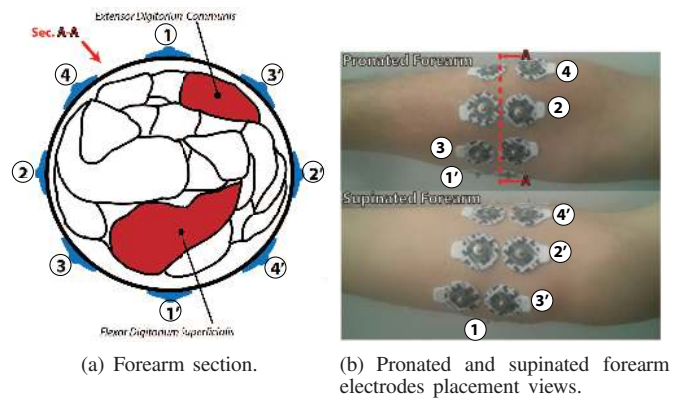 Extensor Digitorium Communis
Sec. A-A
1
4
3'
2
2'
3
4'
1'
Flexor Digitorum Superficialis
(a) Forearm section.
Pronated Forearm
A
4
2
3
1'
A
Supinated Forearm
4'
2'
3'
1
(b) Pronated and supinated forearm
electrodes placement views.